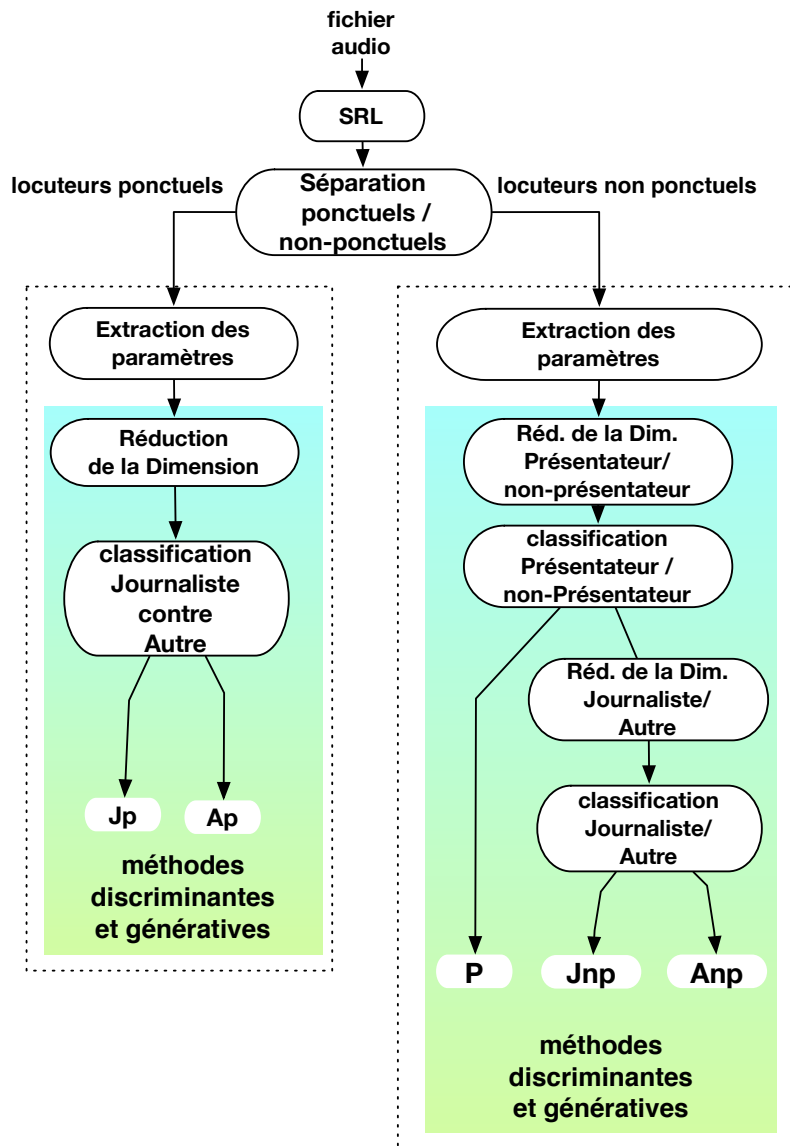 fichier
audio
SRL
locuteurs ponctuels
Séparation
ponctuels /
non-ponctuels
locuteurs non ponctuels
Extraction des
paramètres
Réduction
de la Dimension
classification
Journaliste
contre
Autre
Jp
Ap
méthodes
discriminantes
et génératives
Extraction des
paramètres
Réd. de la Dim.
Présentateur/
non-présentateur
classification
Présentateur /
non-Présentateur
Réd. de la Dim.
Journaliste/
Autre
classification
Journaliste/
Autre
P
Jnp
Anp
méthodes
discriminantes
et génératives